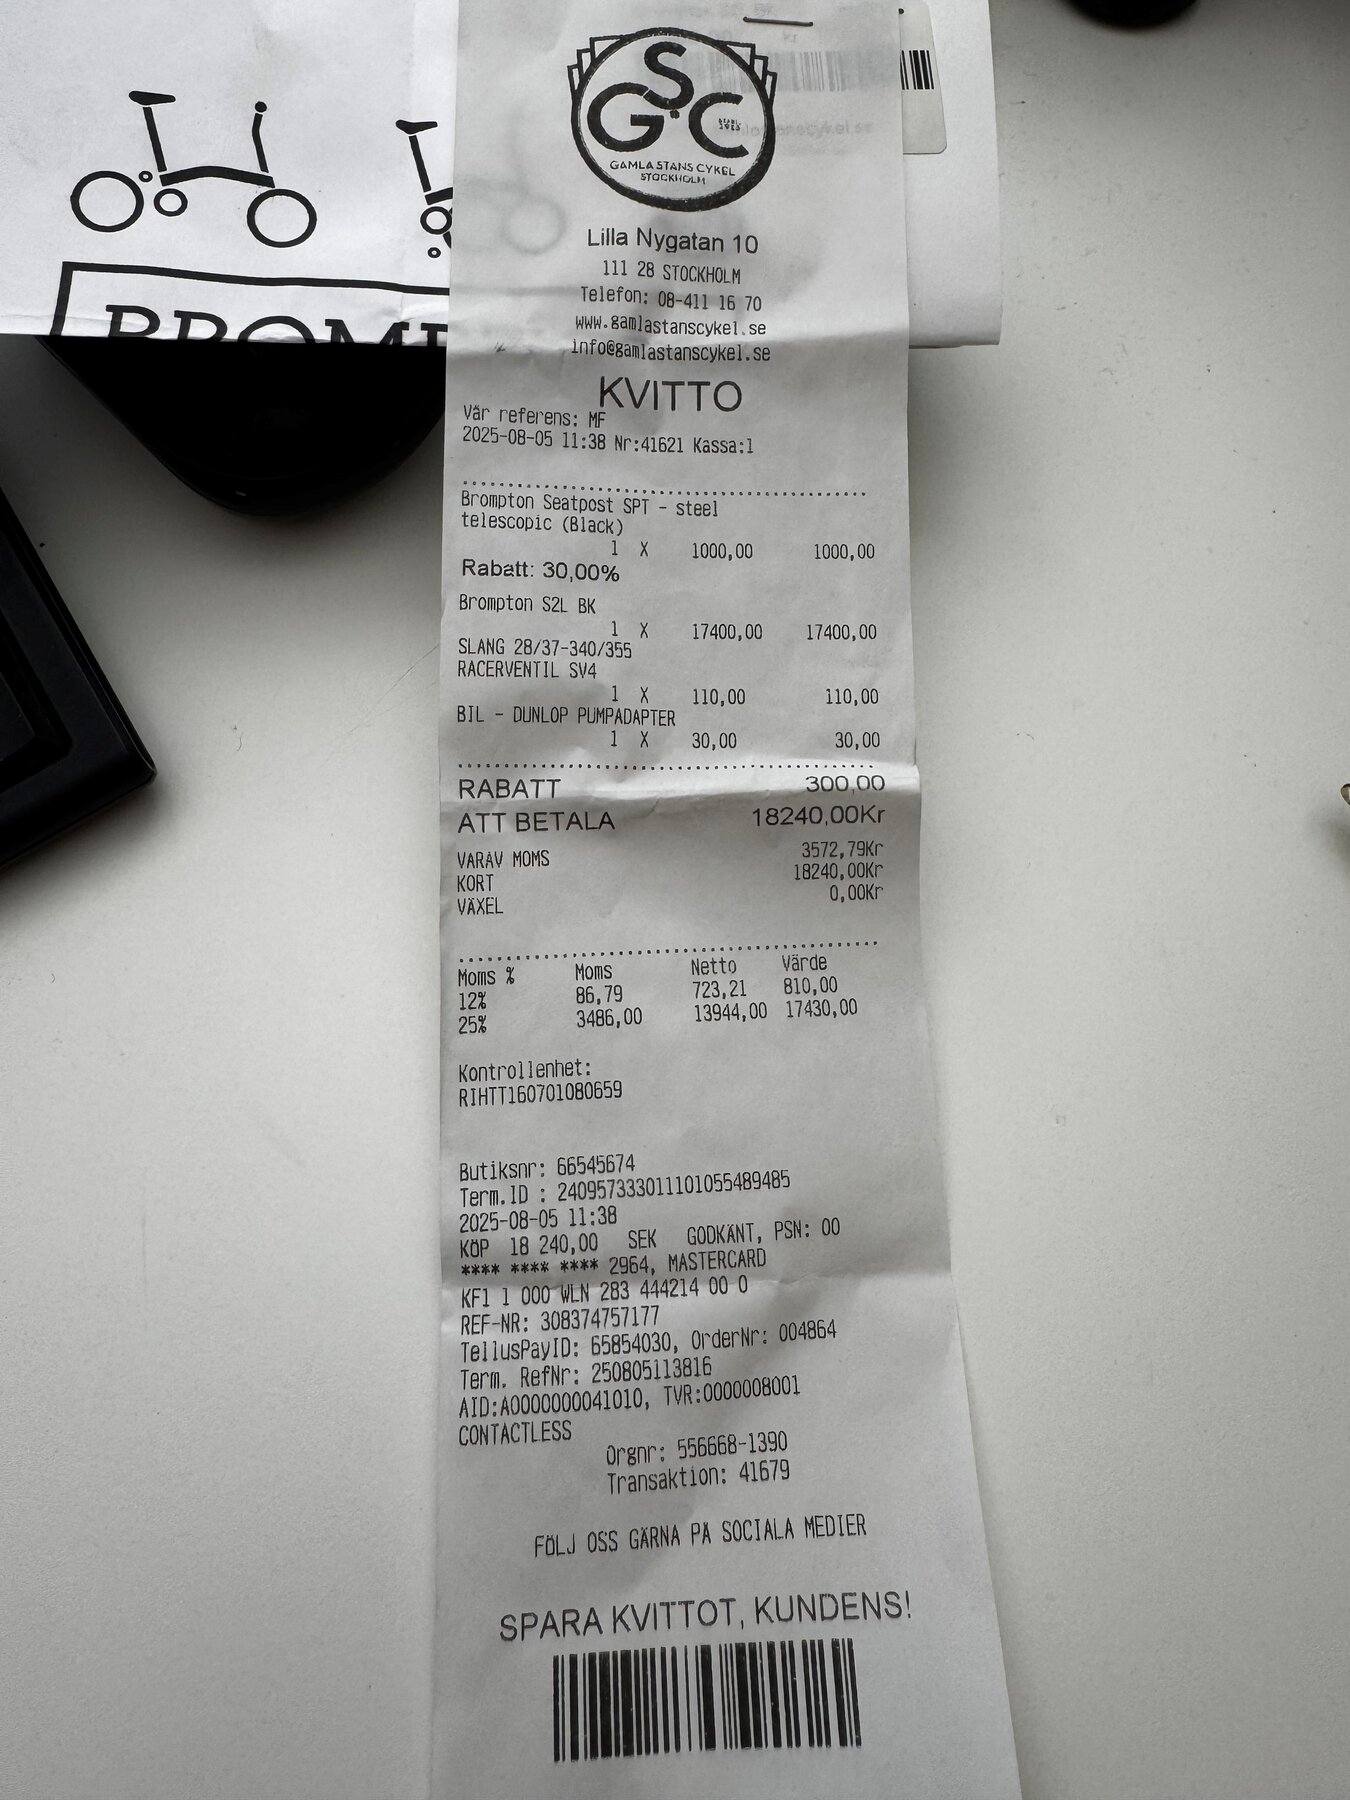 GSC
GAMLA STANS CYKEL
STOCKHOLM
Lilla Nygatan 10
111 28 STOCKHOLM
Telefon: 08-411 16 70
www.gamlastanscykel.se
info@gamlastanscykel.se
KVITTO
Vår referens: MF
2025-08-05 11:38 Nr:41621 Kassa:1
Brompton Seatpost SPT - steel
telescopic (Black)
1 X 1000,00 1000,00
Rabatt: 30,00%
Brompton S2L BK
1 X 17400,00 17400,00
SLANG 28/37-340/355
RACERVENTIL SV4
1 X 110,00 110,00
BIL - DUNLOP PUMPADAPTER
1 X 30,00 30,00
RABATT 300,00
ATT BETALA 18240,00Kr
VARAV MOMS 3572,79Kr
KORT 18240,00Kr
VÄXEL 0,00Kr
Moms % Moms Netto Värde
12% 86,79 723,21 810,00
25% 3486,00 13944,00 17430,00
Kontrollenhet:
RIHTT160701080659
Butiksnr: 66545674
Term.ID : 240957333011101055489485
2025-08-05 11:38
KÖP 18 240,00 SEK GODKÄNT, PSN: 00
**** **** **** 2964, MASTERCARD
KF1 1 000 WLN 283 444214 00 0
REF-NR: 308374757177
TellusPayID: 65854030, OrderNr: 004864
Term. RefNr: 250805113816
AID:A0000000041010, TVR:0000008001
CONTACTLESS
Orgnr: 556668-1390
Transaktion: 41679
FÖLJ OSS GÄRNA PÅ SOCIALA MEDIER
SPARA KVITTOT, KUNDENS!